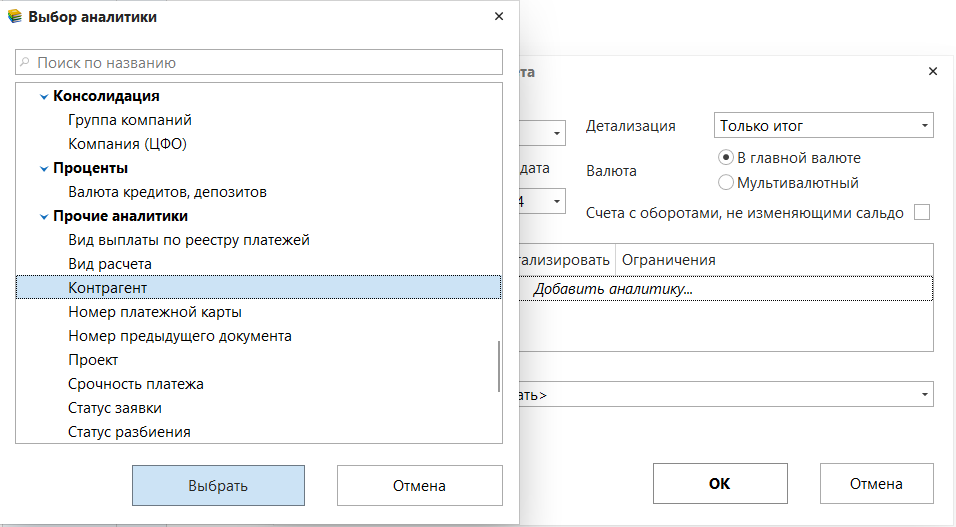 Выбор аналитики
Поиск по названию
Консолидация
Группа компаний
Компания (ЦФО)
Проценты
Валюта кредитов, депозитов
Прочие аналитики
Вид выплаты по реестру платежей
Вид расчета
Контрагент
Номер платежной карты
Номер предыдущего документа
Проект
Срочность платежа
Статус заявки
Статус разбиения
Выбрать
Отмена
та
Детализация
Только итог
дата
Валюта
В главной валюте
Мультивалютный
4
Счета с оборотами, не изменяющими сальдо
тализировать
Ограничения
Добавить аналитику...
ать>
ОК
Отмена